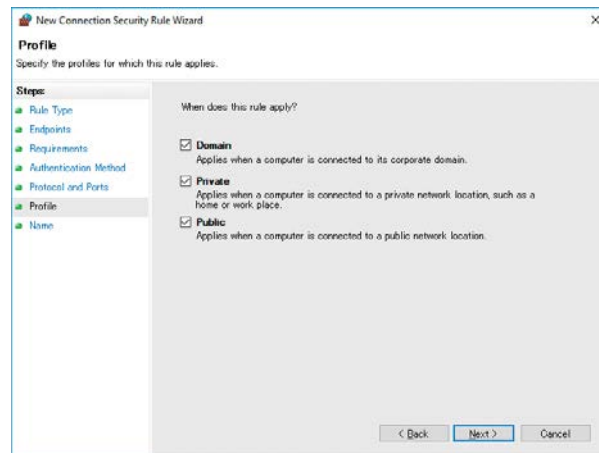 New Connection Security Rule Wizard
Profile
Specify the profiles for which this rule applies.
Steps:
Rule Type
Endpoints
Requirements
Authentication Method
Protocol and Ports
Profile
Name
When does this rule apply?
Domain
Applies when a computer is connected to its corporate domain.
Private
Applies when a computer is connected to a private network location, such as a
home or work place.
Public
Applies when a computer is connected to a public network location.
< Back
Next >
Cancel